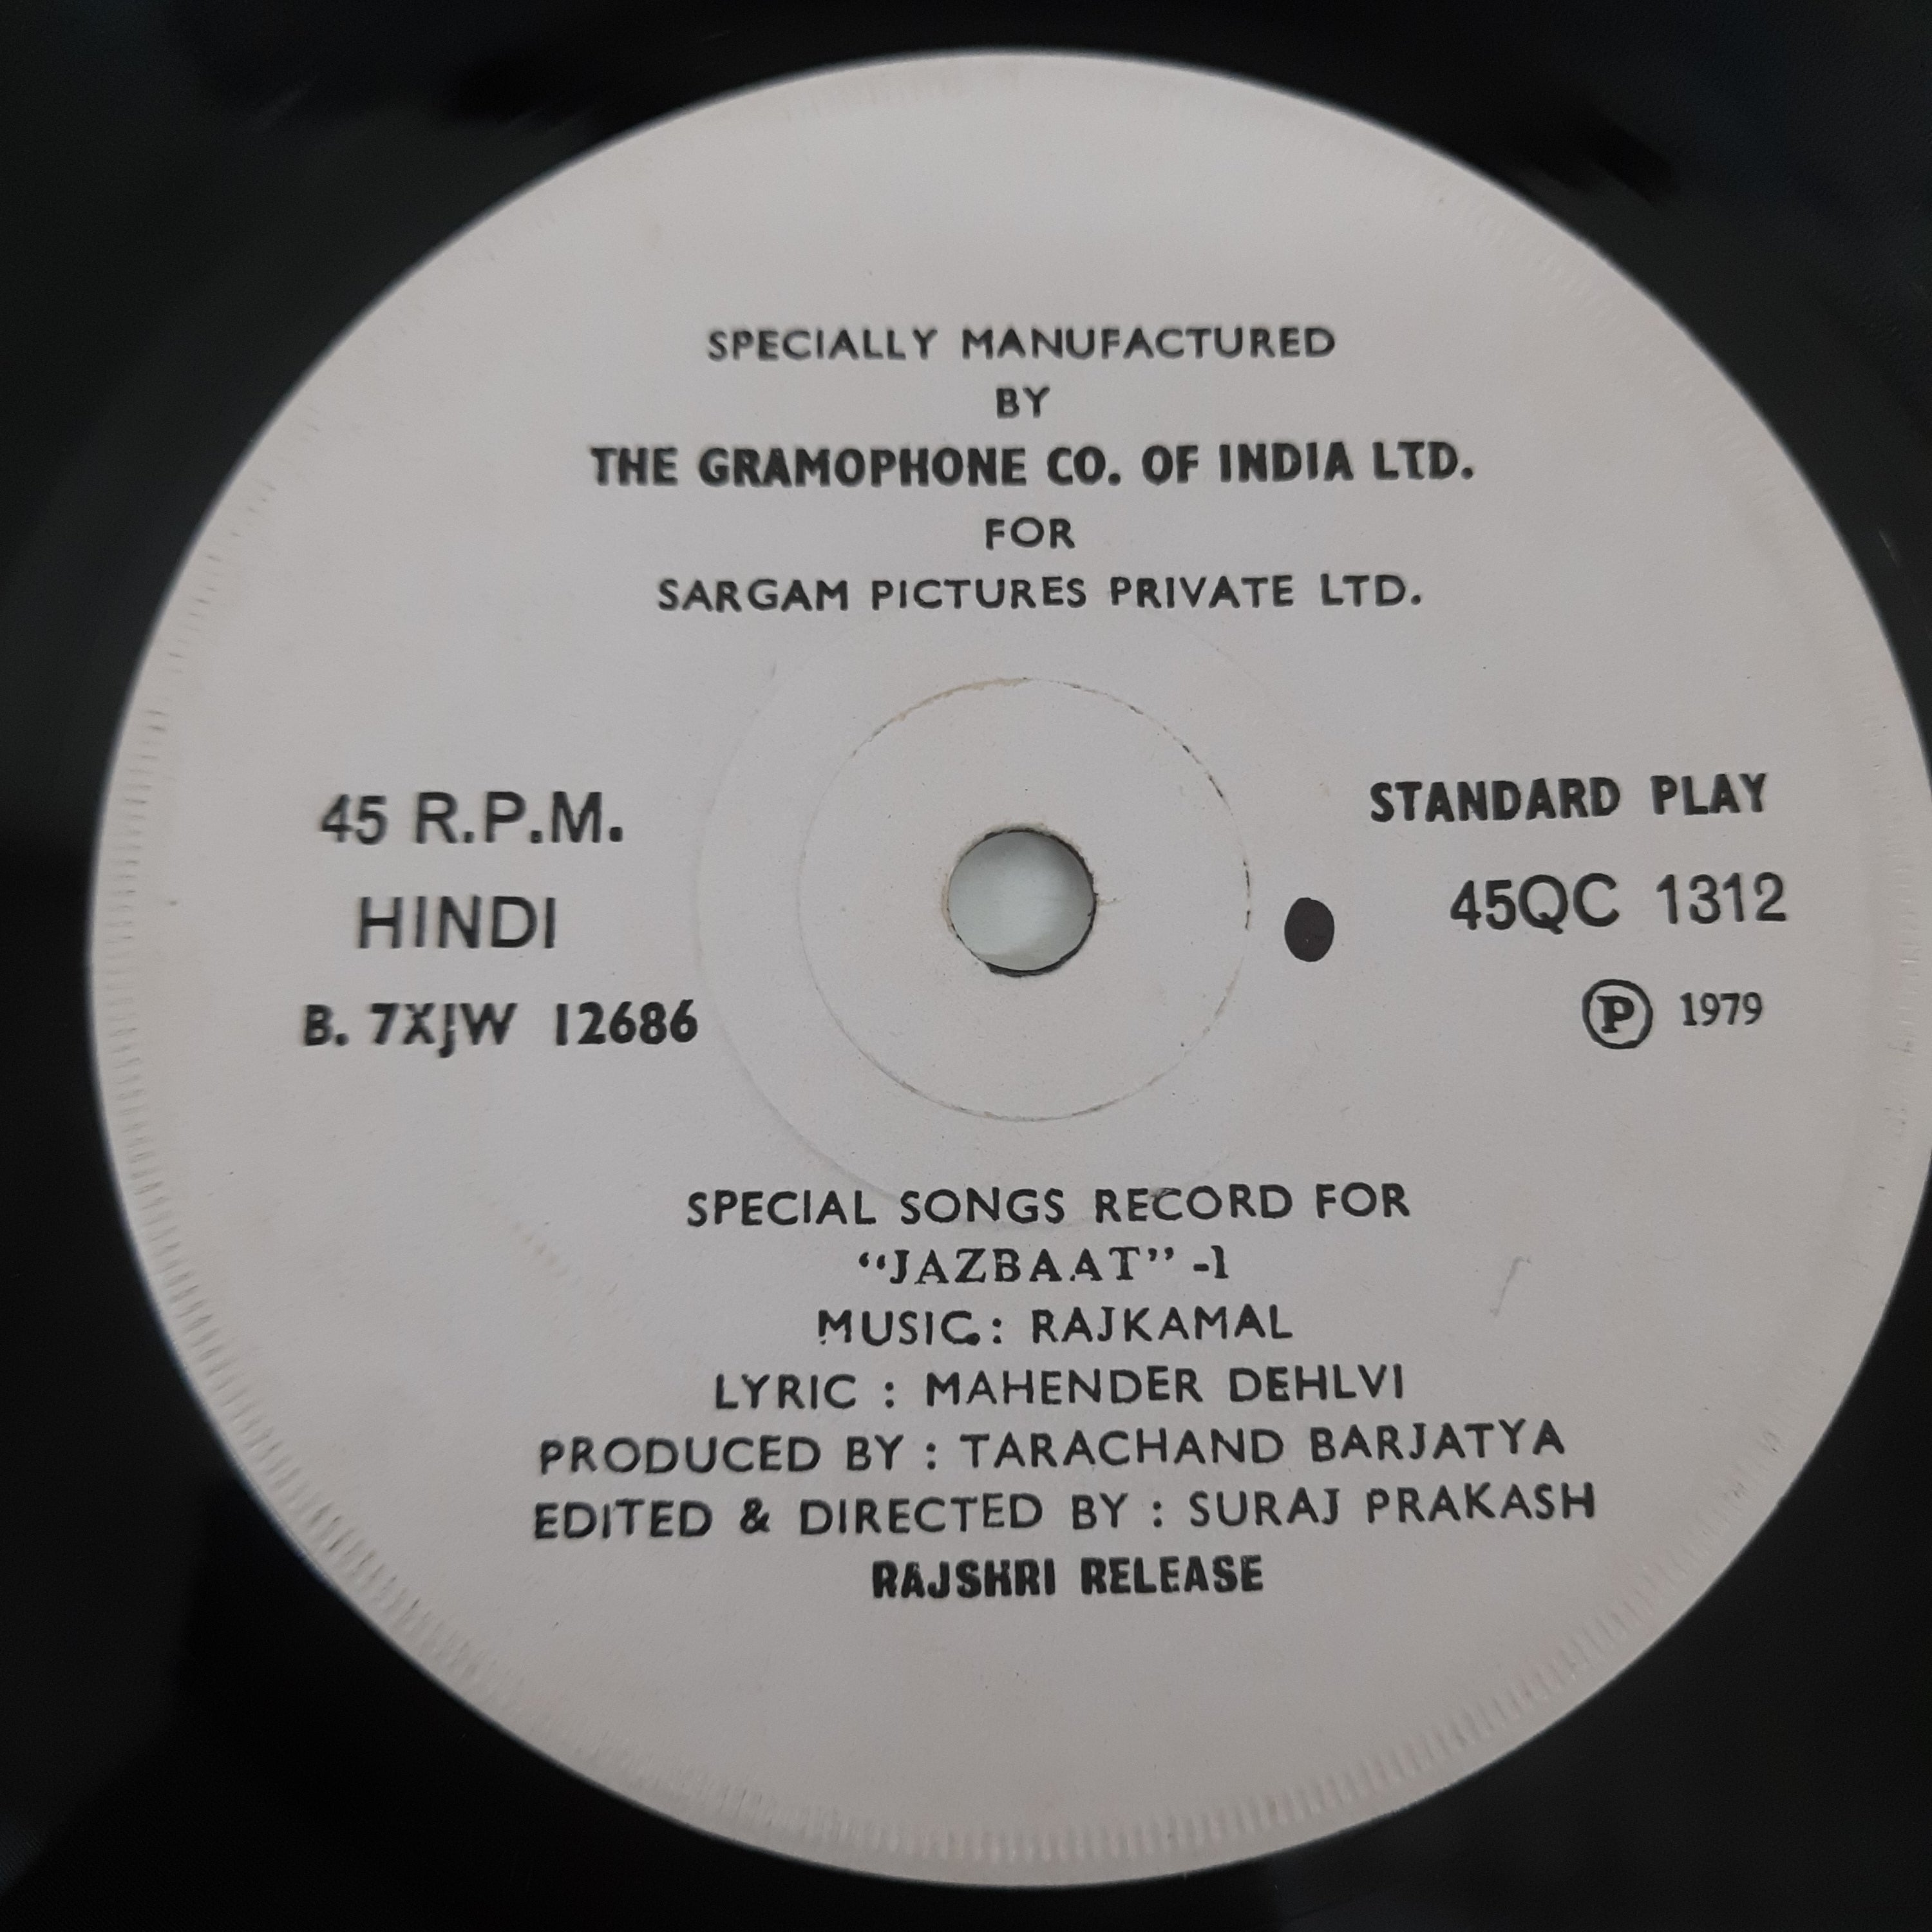 SPECIALLY MANUFACTURED
BY
THE GRAMOPHONE CO. OF INDIA LTD.
FOR
SARGAM PICTURES PRIVATE LTD.
45 R.P.M.
HINDI
B. 7XJW 12686
STANDARD PLAY
45QC 1312
Ⓟ 1979
SPECIAL SONGS RECORD FOR
“JAZBAAT” -1
MUSIC : RAJKAMAL
LYRIC : MAHENDER DEHLVI
PRODUCED BY : TARACHAND BARJATYA
EDITED & DIRECTED BY : SURAJ PRAKASH
RAJSHRI RELEASE